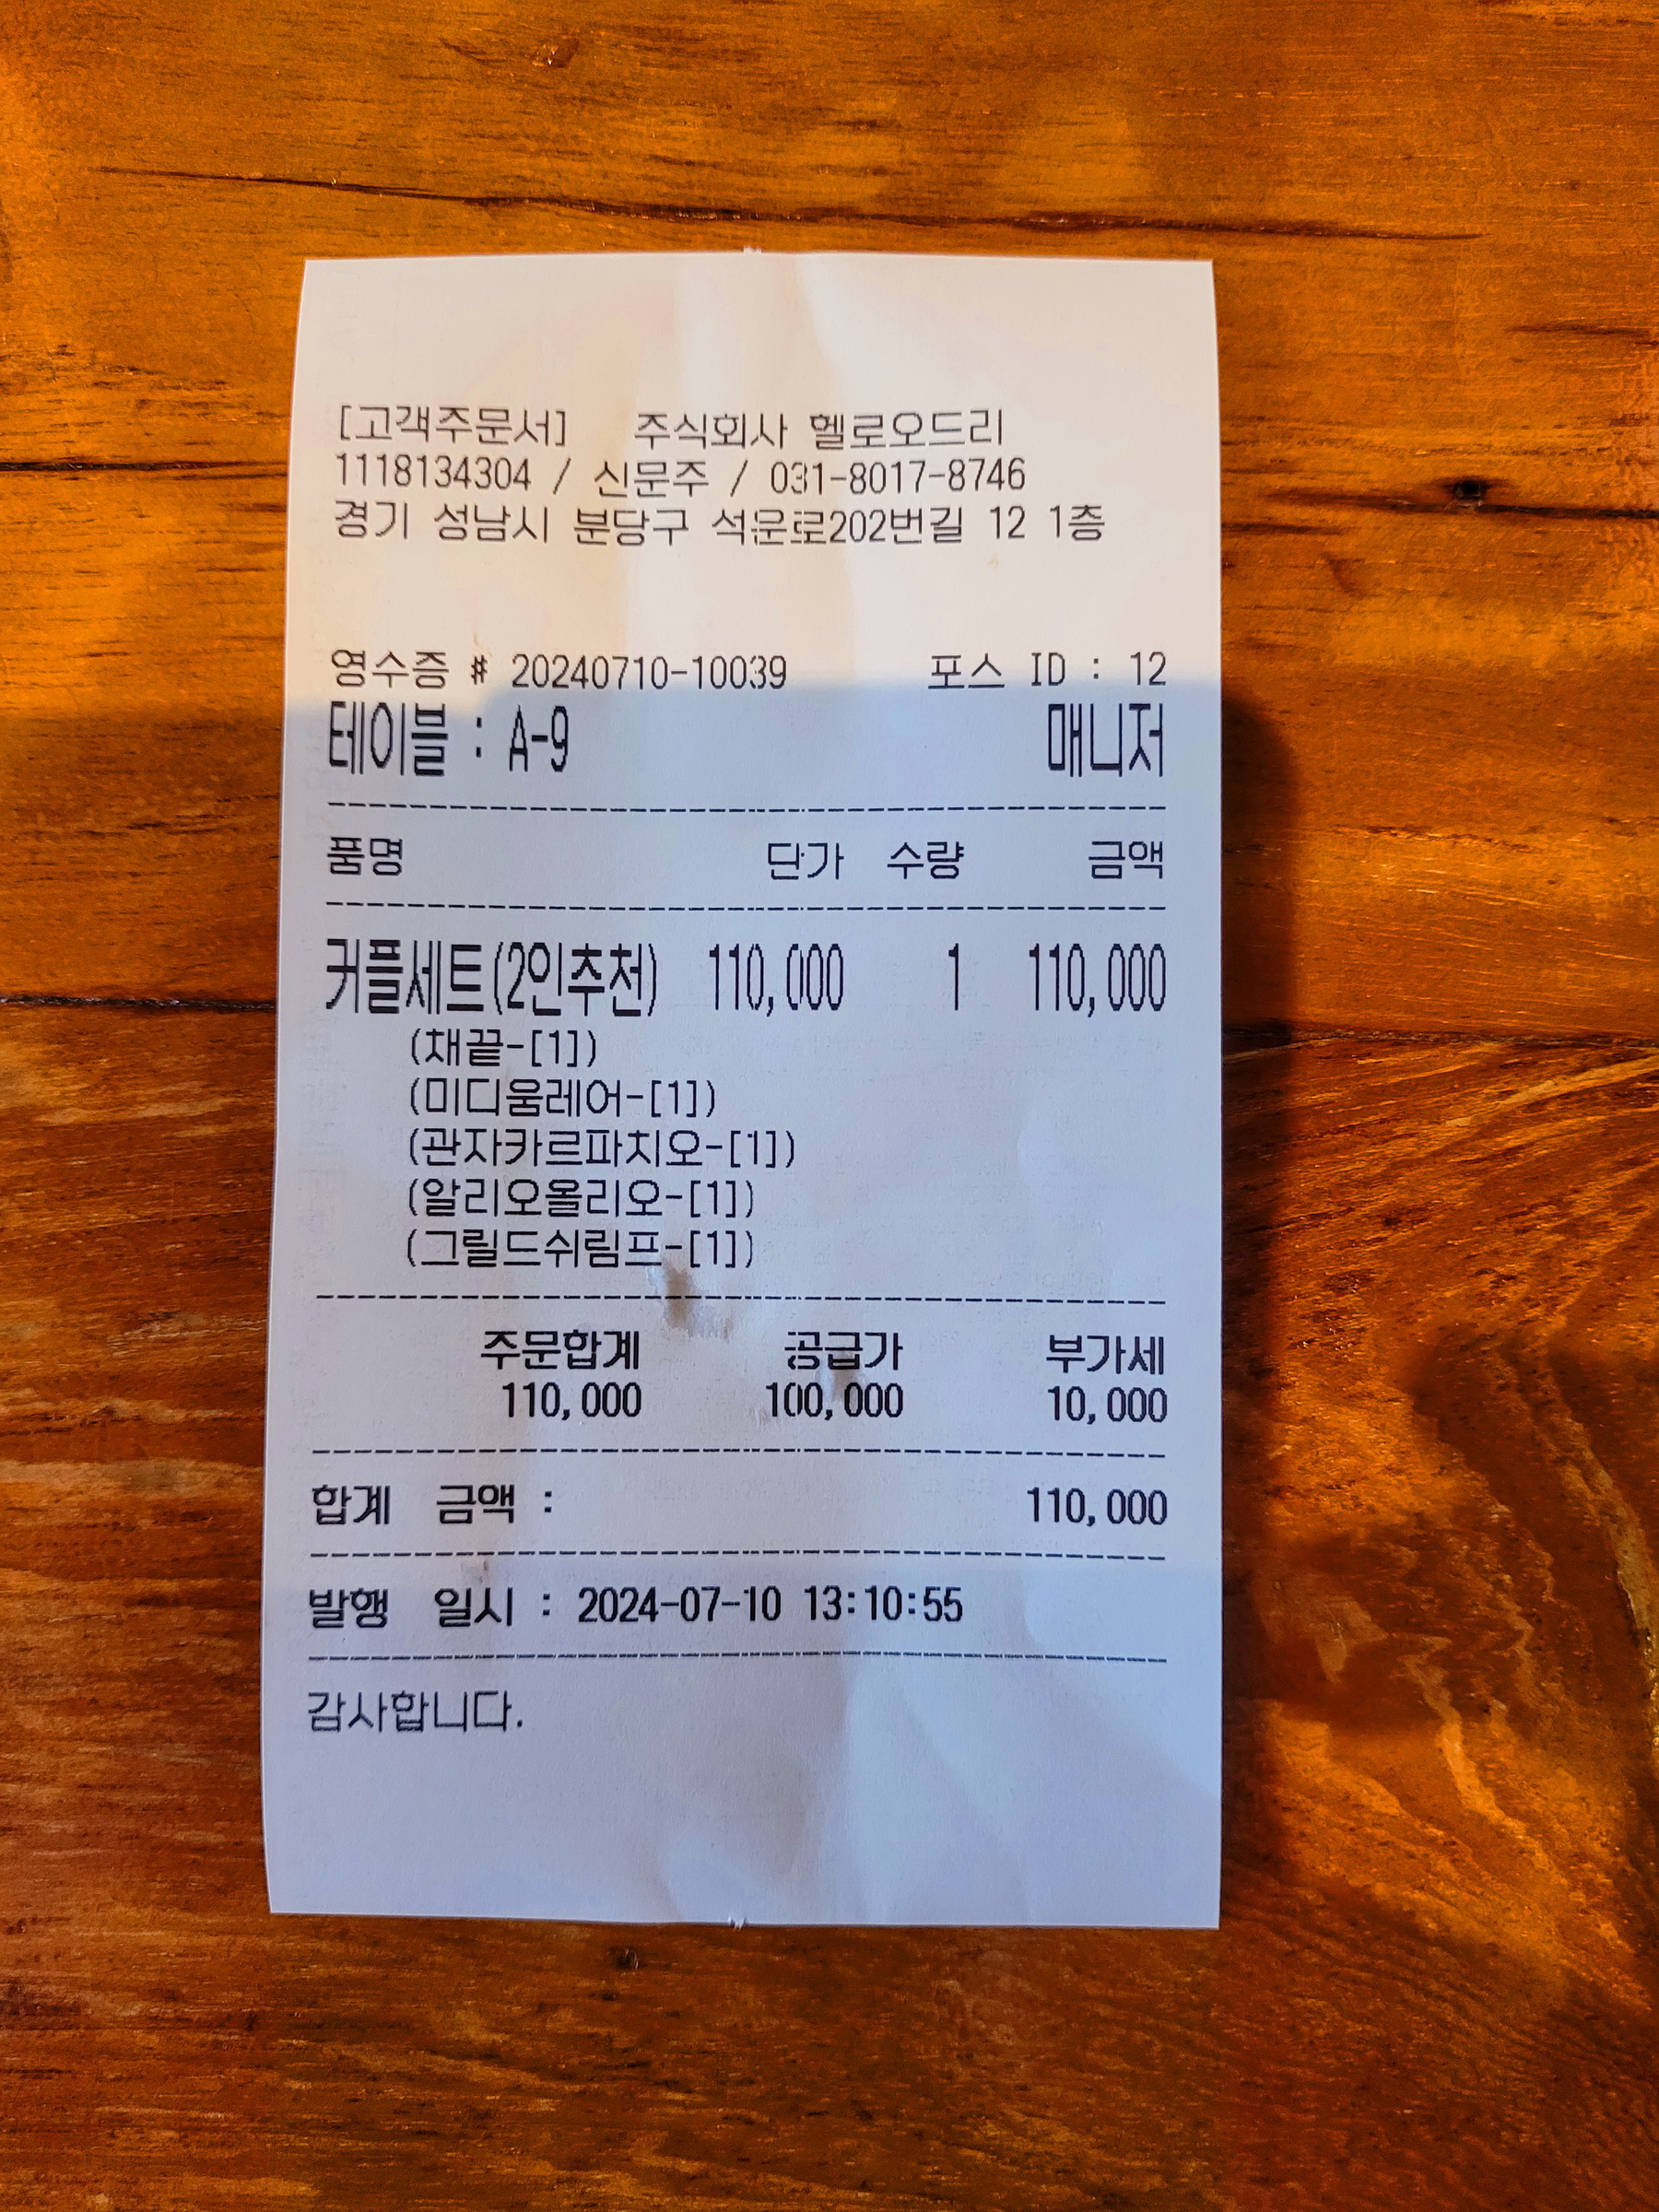 [고객주문서] 주식회사 헬로오드리
1118134304 / 신문주 / 031-8017-8746
경기 성남시 분당구 석운로202번길 12 1층
영수증 # 20240710-10039 포스 ID : 12
테이블 : A-9 매니저
품명 단가 수량 금액
커플세트(2인추천) 110,000 1 110,000
(채끝-[1])
(미디움레어-[1])
(관자카르파치오-[1])
(알리오올리오-[1])
(그릴드쉬림프-[1])
주문합계 공급가 부가세
110,000 100,000 10,000
합계 금액 : 110,000
발행 일시 : 2024-07-10 13:10:55
감사합니다.